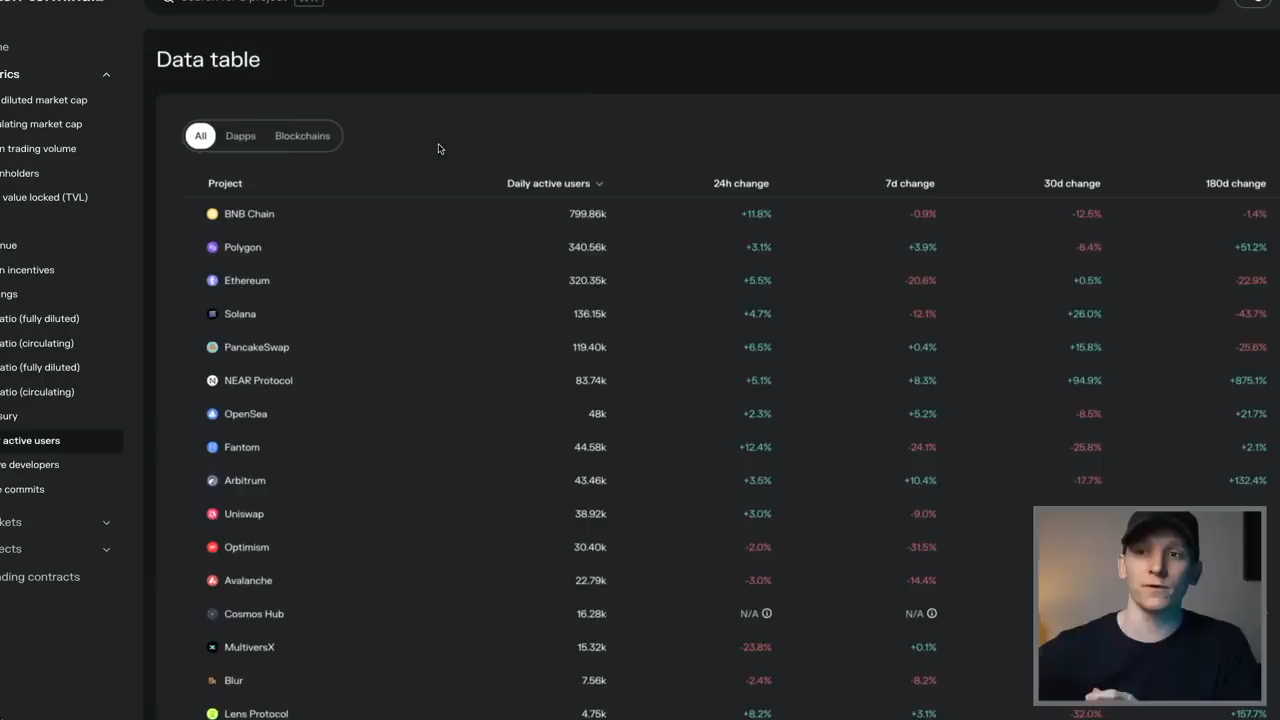 Data table
All Dapps Blockchains
Project Daily active users 24h change 7d change 30d change 180d change
BNB Chain 799.86k +11.8% -0.9% -12.5% -1.4%
Polygon 340.56k +3.1% +3.9% -6.4% +51.2%
Ethereum 320.35k +5.5% -20.6% +0.5% -22.9%
Solana 136.15k +4.7% -12.1% +26.0% -43.7%
PancakeSwap 119.40k +6.5% +0.4% +15.8% -25.6%
NEAR Protocol 83.74k +5.1% +8.3% +94.9% +875.1%
OpenSea 48k +2.3% +5.2% -8.5% +21.7%
Fantom 44.58k +12.4% -24.1% -25.8% +2.1%
Arbitrum 43.46k +3.5% +10.4% -17.7% +132.4%
Uniswap 38.92k +3.0% -9.0%
Optimism 30.40k -2.0% -31.5%
Avalanche 22.79k -3.0% -14.4%
Cosmos Hub 16.28k N/A N/A
MultiversX 15.32k -23.8% +0.1%
Blur 7.56k -2.4% -8.2%
Lens Protocol 4.75k +8.2% +3.1% -32.0% +157.7%
me
rics
diluted market cap
lating market cap
n trading volume
nholders
value locked (TVL)
nue
n incentives
ngs
atio (fully diluted)
atio (circulating)
atio (fully diluted)
atio (circulating)
sury
active users
ve developers
e commits
kets
ects
ding contracts